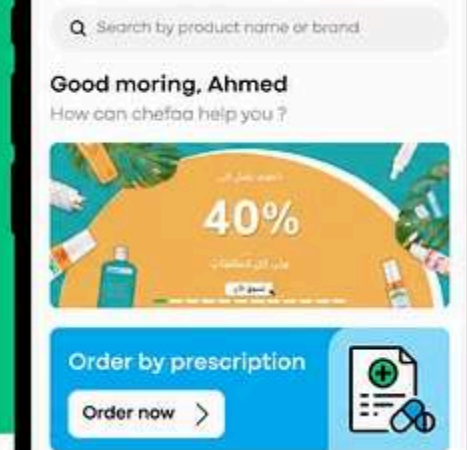 Search by product name or brand
Good moring, Ahmed
How can chefaa help you ?
40%
Order by prescription
Order now